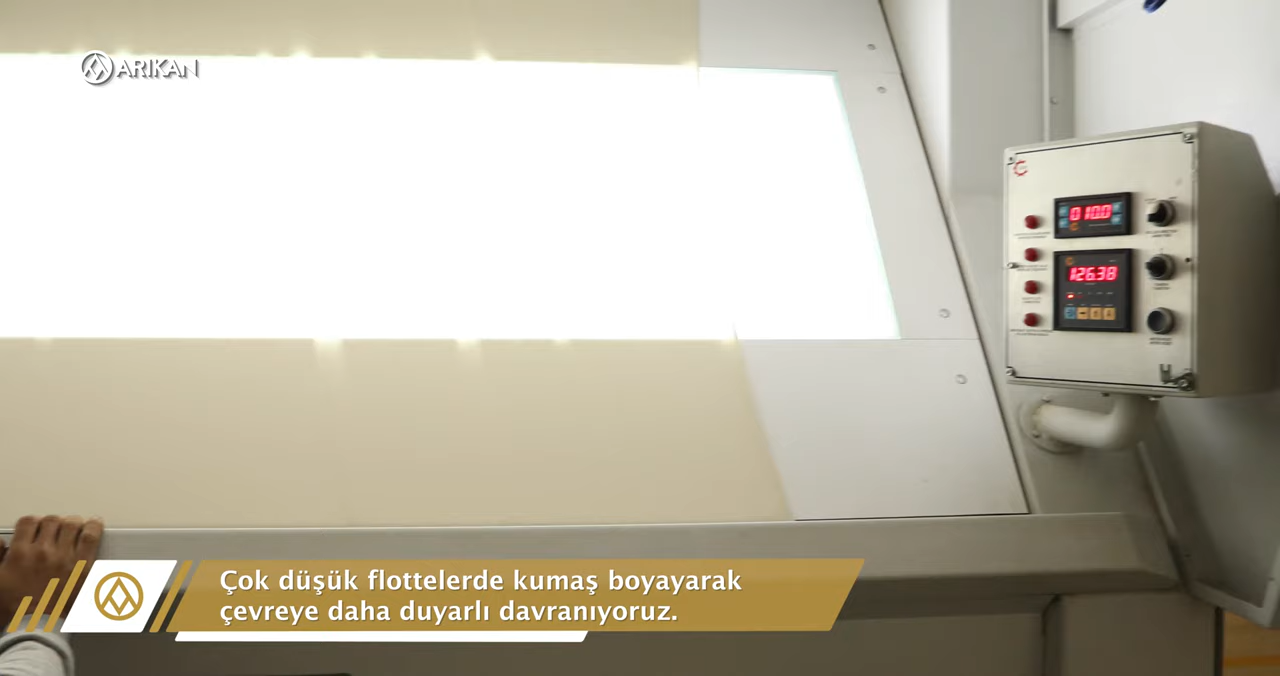 ARIKAN
010.0
126.38
Çok düşük flottelerde kumaş boyayarak
çevreye daha duyarlı davranıyoruz.